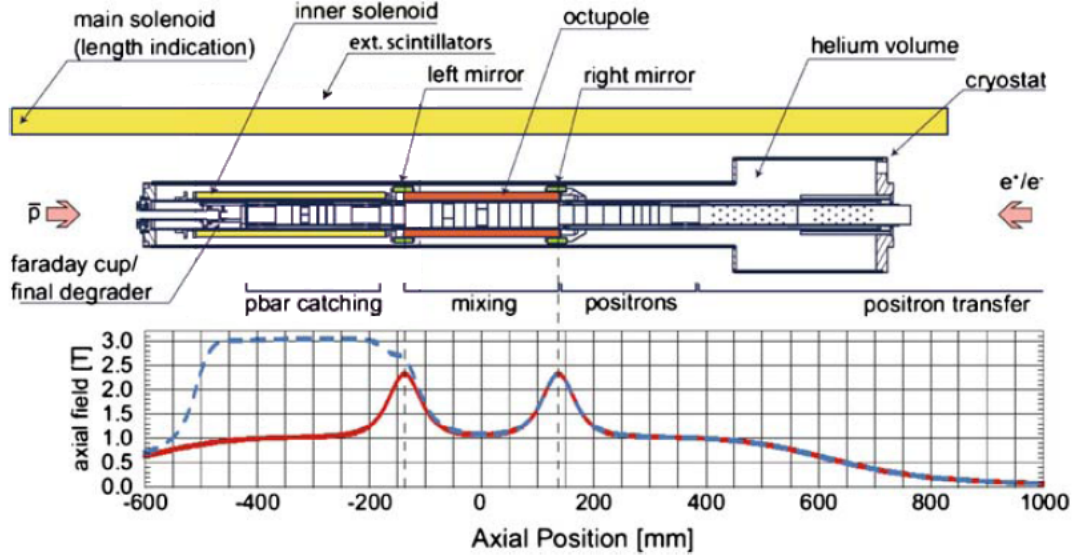 main solenoid
(length indication)
inner solenoid
ext. scintillators
left mirror
octupole
right mirror
helium volume
cryostat
p̅
e⁺/e⁻
faraday cup/
final degrader
pbar catching
mixing
positrons
positron transfer
axial field [T]
3.0
2.5
2.0
1.5
1.0
0.5
0.0
-600
-400
-200
0
200
400
600
800
1000
Axial Position [mm]